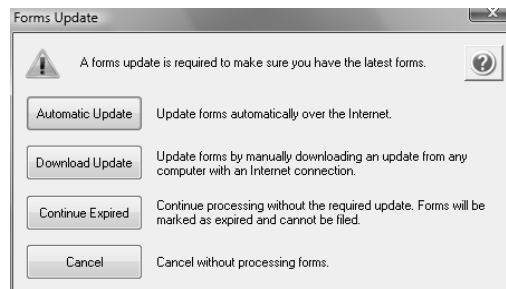 Forms Update
A forms update is required to make sure you have the latest forms.
Automatic Update
Update forms automatically over the Internet.
Download Update
Update forms by manually downloading an update from any
computer with an Internet connection.
Continue Expired
Continue processing without the required update. Forms will be
marked as expired and cannot be filed.
Cancel
Cancel without processing forms.